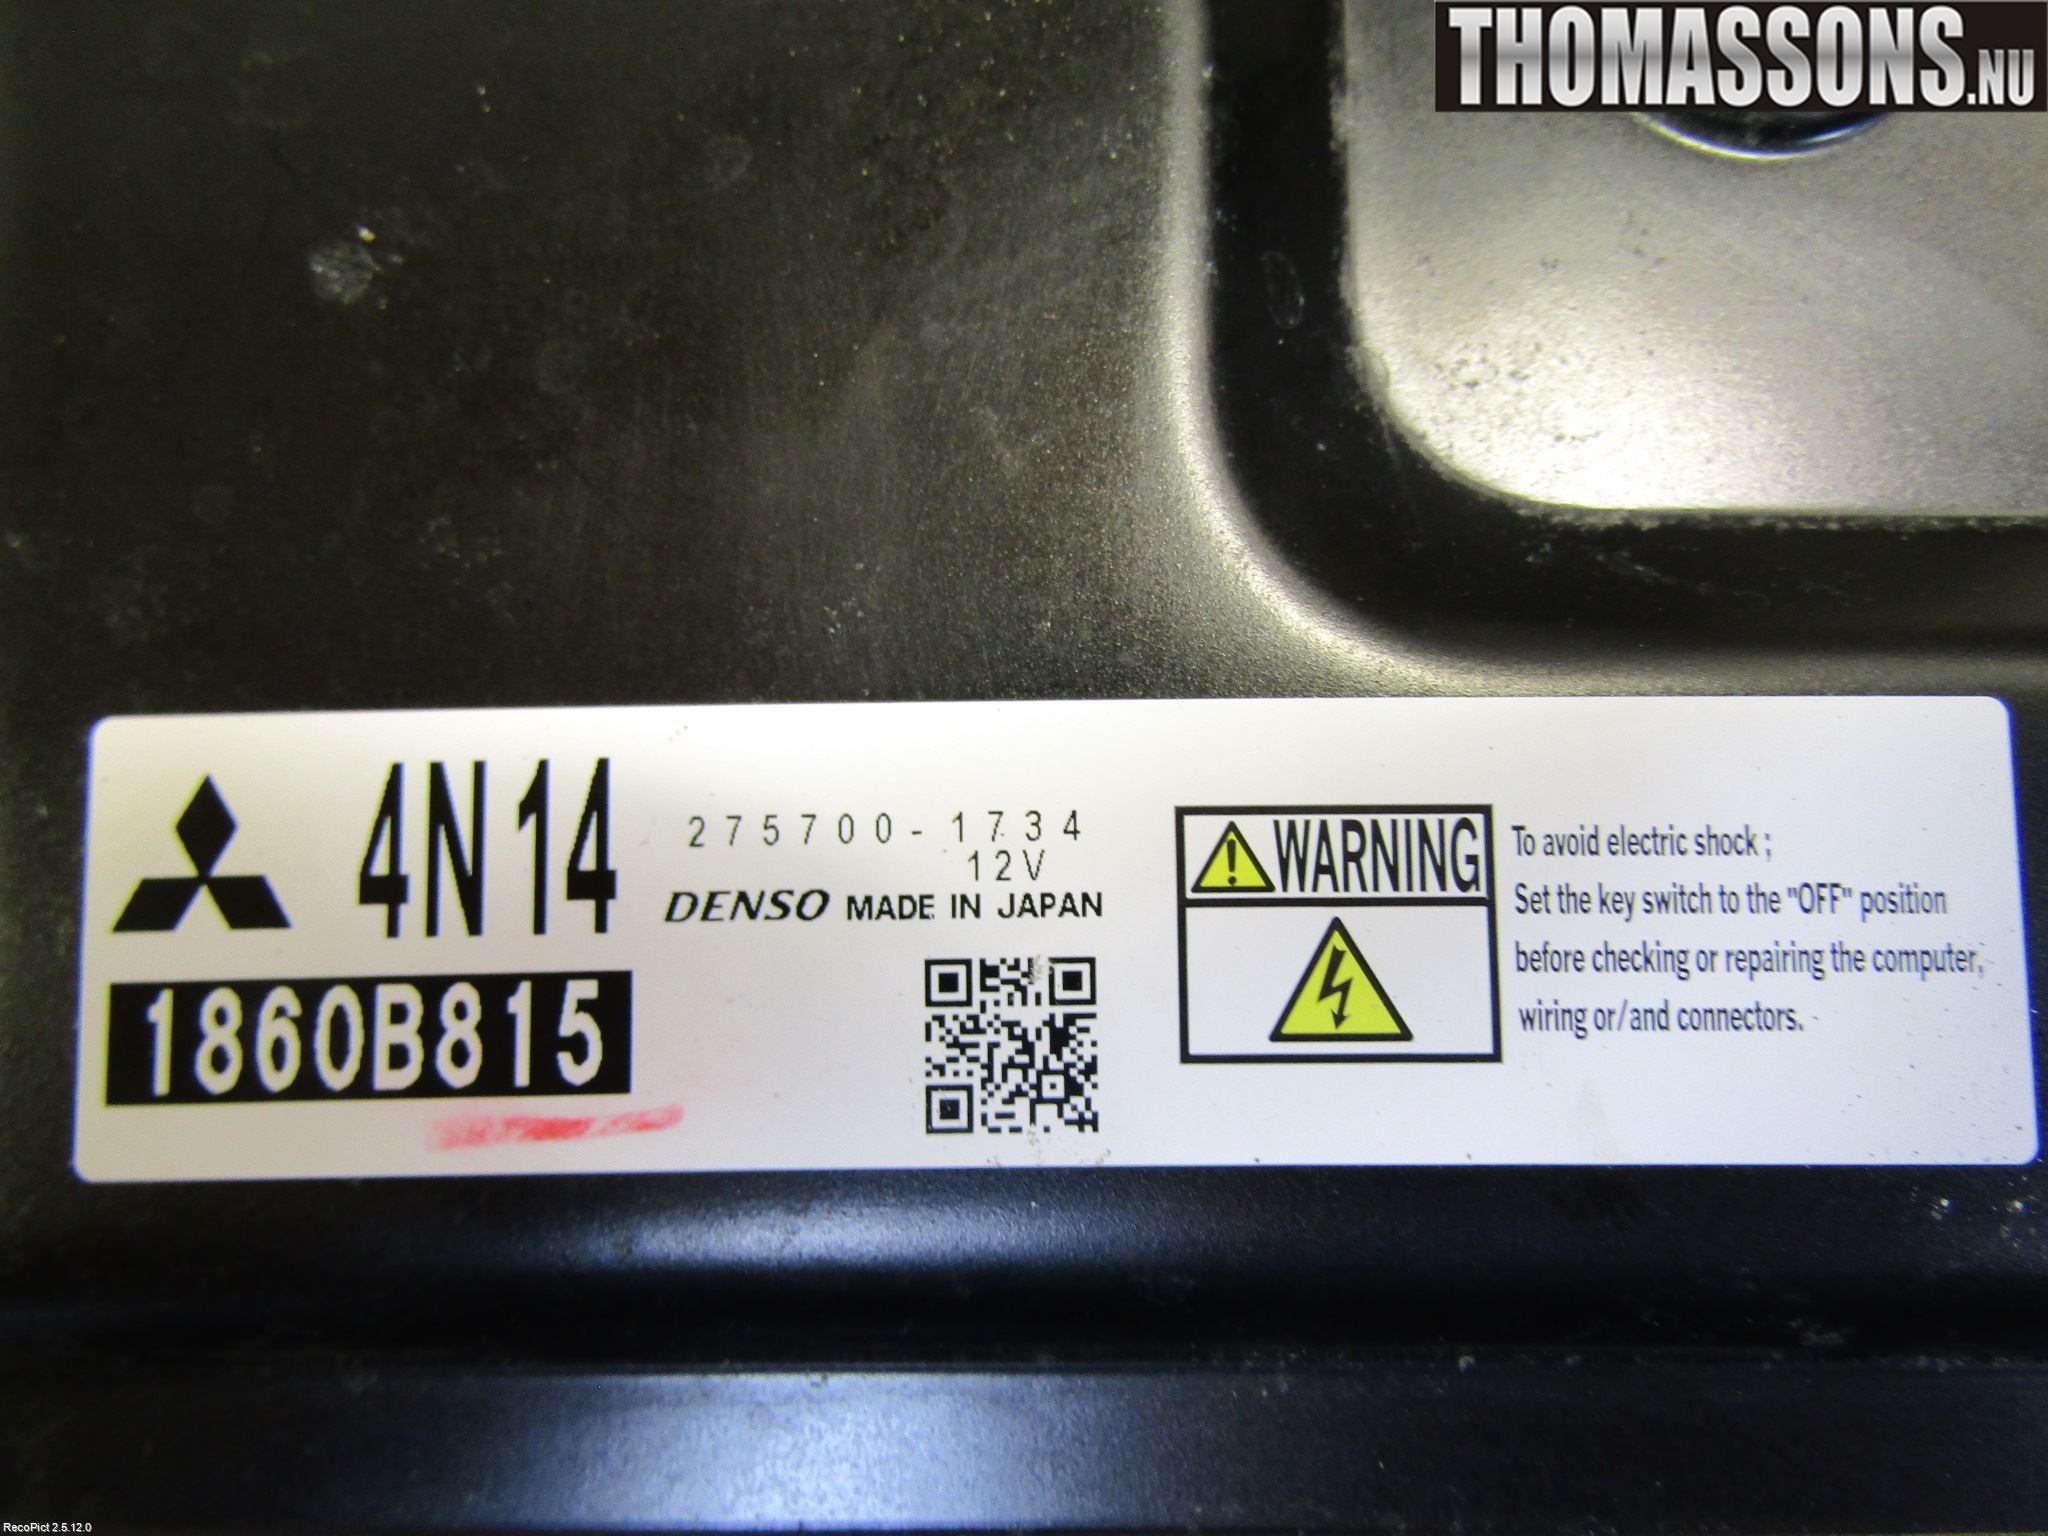 THOMASSONS.NU
4N14
275700-1734
12V
DENSO MADE IN JAPAN
1860B815
WARNING
To avoid electric shock ;
Set the key switch to the "OFF" position
before checking or repairing the computer,
wiring or/and connectors.
RecoPict 2.5.12.0